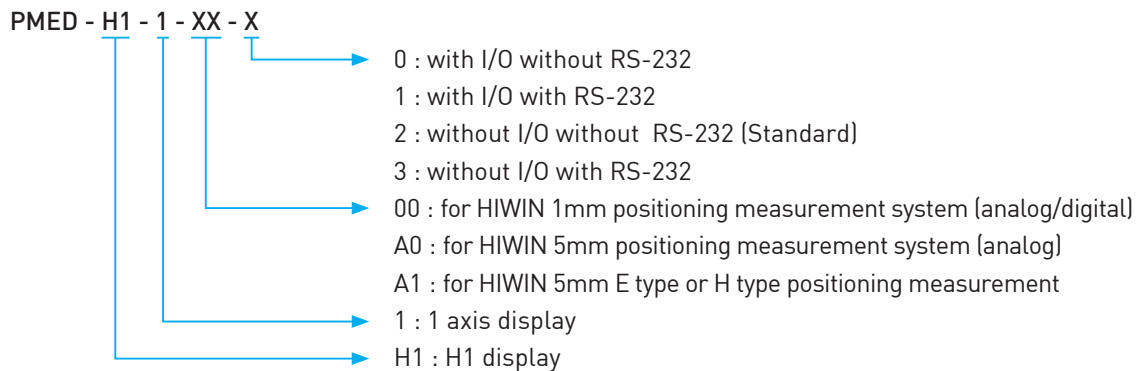 PMED - H1 - 1 - XX - X
0 : with I/O without RS-232
1 : with I/O with RS-232
2 : without I/O without RS-232 (Standard)
3 : without I/O with RS-232
00 : for HIWIN 1mm positioning measurement system (analog/digital)
A0 : for HIWIN 5mm positioning measurement system (analog)
A1 : for HIWIN 5mm E type or H type positioning measurement
1 : 1 axis display
H1 : H1 display